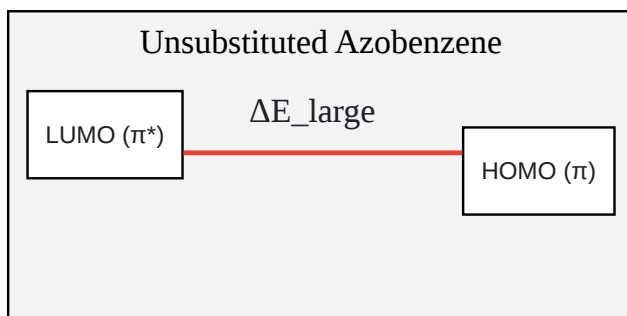 Unsubstituted Azobenzene
ΔE_large
LUMO (π*)
HOMO (π)